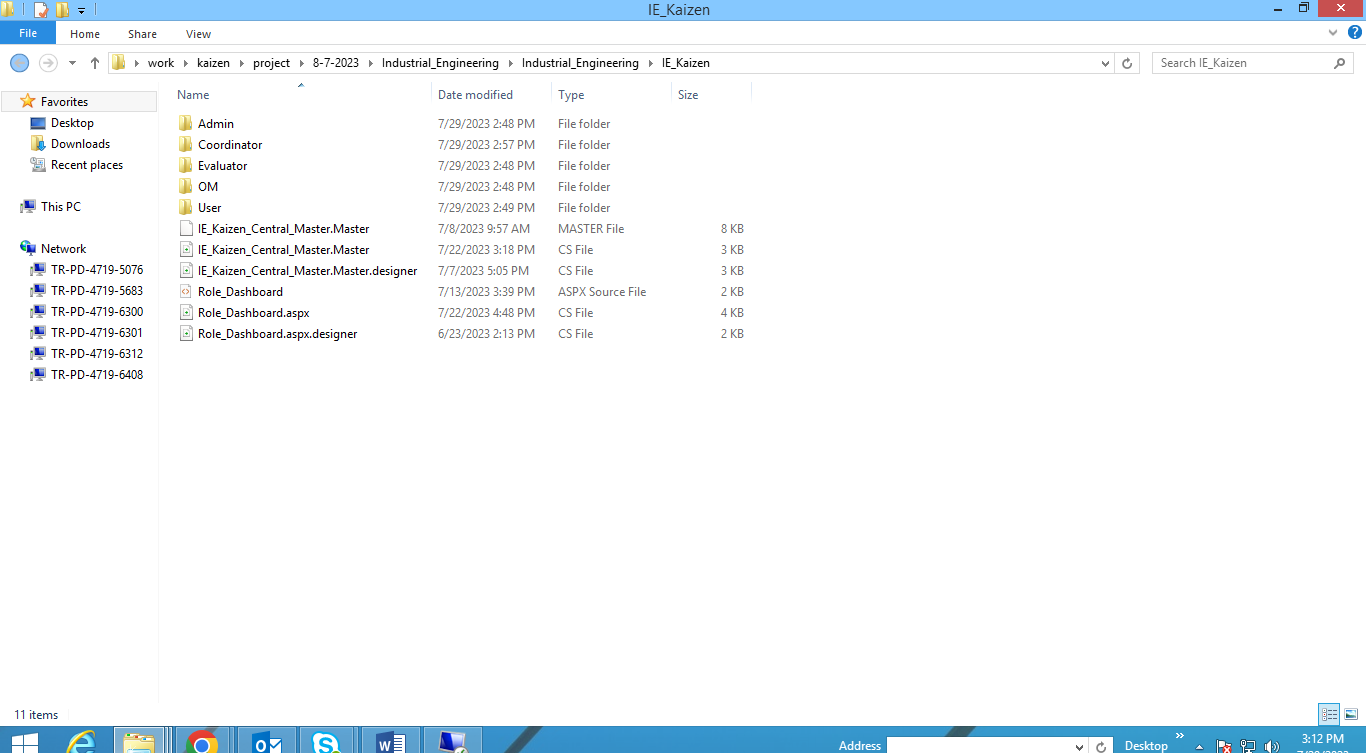 IE_Kaizen
File Home Share View
work kaizen project 8-7-2023 Industrial_Engineering Industrial_Engineering IE_Kaizen Search IE_Kaizen
Favorites
Desktop
Downloads
Recent places
This PC
Network
TR-PD-4719-5076
TR-PD-4719-5683
TR-PD-4719-6300
TR-PD-4719-6301
TR-PD-4719-6312
TR-PD-4719-6408
Name Date modified Type Size
Admin 7/29/2023 2:48 PM File folder
Coordinator 7/29/2023 2:57 PM File folder
Evaluator 7/29/2023 2:48 PM File folder
OM 7/29/2023 2:48 PM File folder
User 7/29/2023 2:49 PM File folder
IE_Kaizen_Central_Master.Master 7/8/2023 9:57 AM MASTER File 8 KB
IE_Kaizen_Central_Master.Master 7/22/2023 3:18 PM CS File 3 KB
IE_Kaizen_Central_Master.Master.designer 7/7/2023 5:05 PM CS File 3 KB
Role_Dashboard 7/13/2023 3:39 PM ASPX Source File 2 KB
Role_Dashboard.aspx 7/22/2023 4:48 PM CS File 4 KB
Role_Dashboard.aspx.designer 6/23/2023 2:13 PM CS File 2 KB
11 items
Address Desktop 3:12 PM